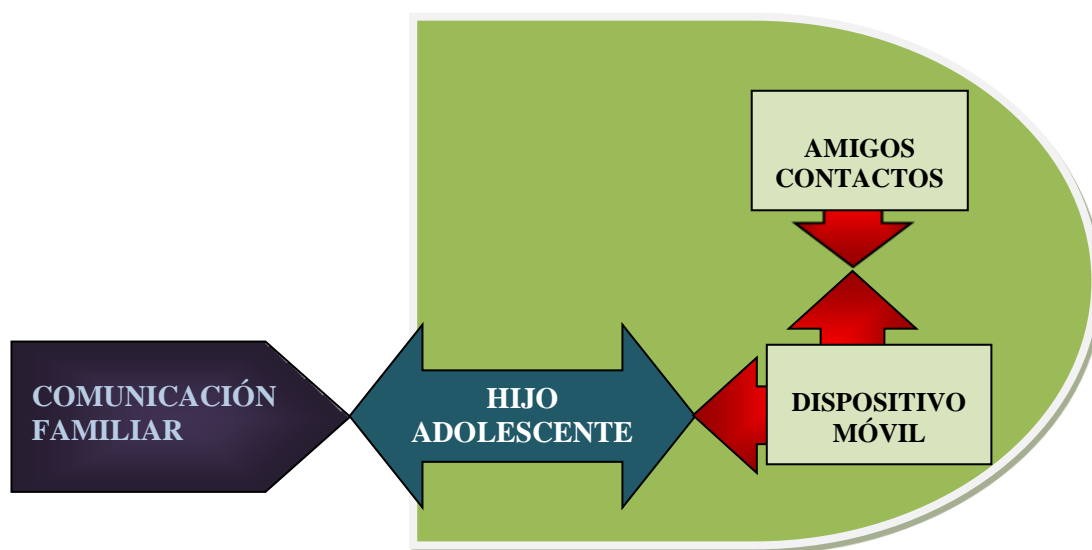 AMIGOS
CONTACTOS
COMUNICACIÓN
FAMILIAR
HIJO
ADOLESCENTE
DISPOSITIVO
MÓVIL